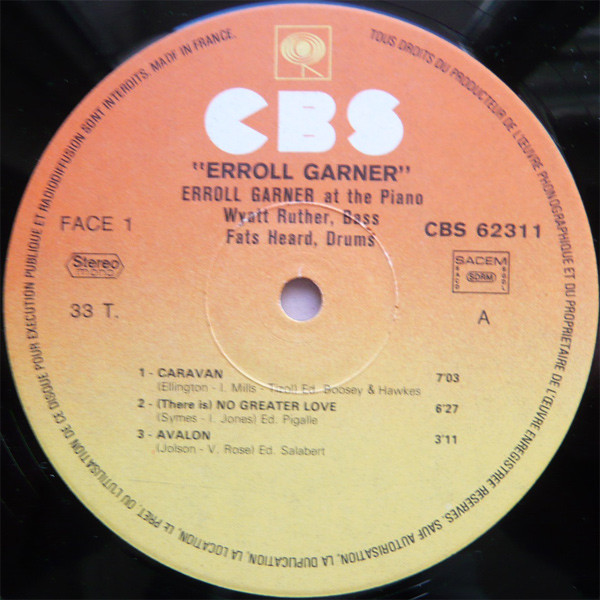 CBS
"ERROLL GARNER"
ERROLL GARNER at the Piano
Wyatt Ruther, Bass
Fats Heard, Drums
FACE 1
CBS 62311
Stereo
mono
SACEM
SACD SDRM SGDL
33 T.
A
1 - CARAVAN 7'03
(Ellington - I. Mills - Tizol) Ed. Boosey & Hawkes
2 - (There is) NO GREATER LOVE 6'27
(Symes - I. Jones) Ed. Pigalle
3 - AVALON 3'11
(Jolson - V. Rose) Ed. Salabert
TOUS DROITS DU PRODUCTEUR DE L'ŒUVRE PHONOGRAPHIQUE ET DU PROPRIETAIRE DE L'ŒUVRE ENREGISTREE RESERVES. SAUF AUTORISATION, LA DUPLICATION, LA LOCATION, LE PRET OU L'UTILISATION DE CE DISQUE POUR EXECUTION PUBLIQUE ET RADIODIFFUSION SONT INTERDITS. MADE IN FRANCE.